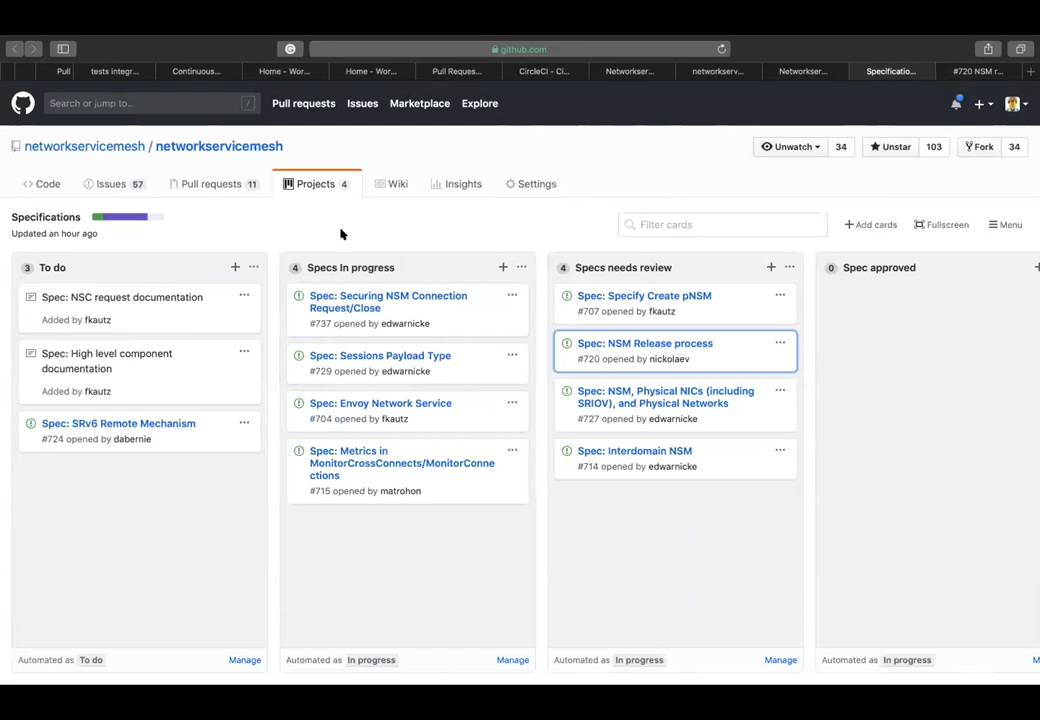 github.com
Pull
tests integr...
Continuous...
Home - Wor...
Home - Wor...
Pull Reques...
CircleCI - Ci...
Networkser...
networkserv...
Networkser...
Specificatio...
#720 NSM r...
Search or jump to...
/
Pull requests
Issues
Marketplace
Explore
networkservicemesh / networkservicemesh
Unwatch
34
Unstar
103
Fork
34
Code
Issues 57
Pull requests 11
Projects 4
Wiki
Insights
Settings
Specifications
Updated an hour ago
Filter cards
Add cards
Fullscreen
Menu
3 To do
Spec: NSC request documentation
Added by fkautz
Spec: High level component
documentation
Added by fkautz
Spec: SRv6 Remote Mechanism
#724 opened by dabernie
Automated as To do
Manage
4 Specs In progress
Spec: Securing NSM Connection
Request/Close
#737 opened by edwarnicke
Spec: Sessions Payload Type
#729 opened by edwarnicke
Spec: Envoy Network Service
#704 opened by fkautz
Spec: Metrics in
MonitorCrossConnects/MonitorConne
ctions
#715 opened by matrohon
Automated as In progress
Manage
4 Specs needs review
Spec: Specify Create pNSM
#707 opened by fkautz
Spec: NSM Release process
#720 opened by nickolaev
Spec: NSM, Physical NICs (including
SRIOV), and Physical Networks
#727 opened by edwarnicke
Spec: Interdomain NSM
#714 opened by edwarnicke
Automated as In progress
Manage
0 Spec approved
Automated as In progress
M